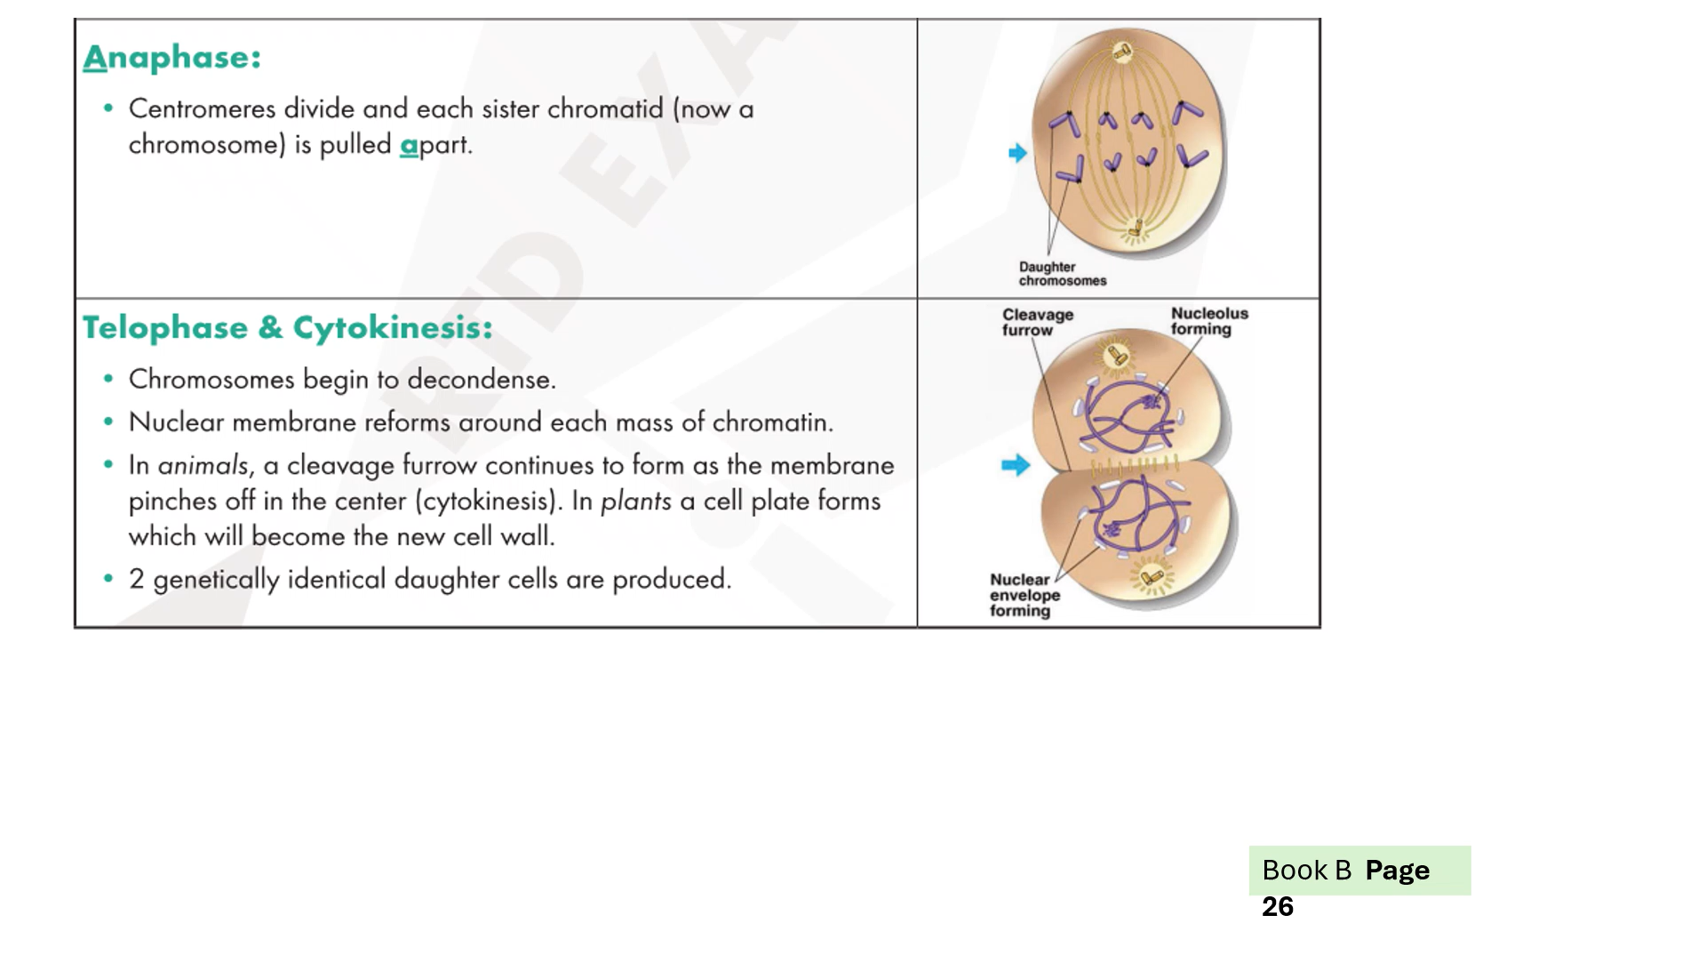 Anaphase:
• Centromeres divide and each sister chromatid (now a
chromosome) is pulled apart.
Daughter
chromosomes
Telophase & Cytokinesis:
• Chromosomes begin to decondense.
• Nuclear membrane reforms around each mass of chromatin.
• In animals, a cleavage furrow continues to form as the membrane
pinches off in the center (cytokinesis). In plants a cell plate forms
which will become the new cell wall.
• 2 genetically identical daughter cells are produced.
Cleavage
furrow
Nucleolus
forming
Nuclear
envelope
forming
RTD EXA
Book B Page
26